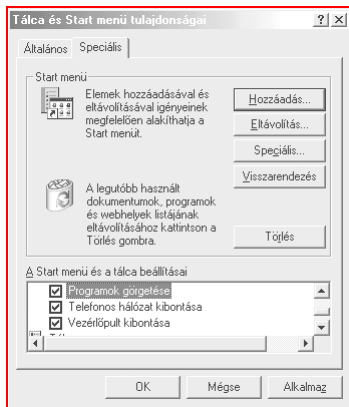 Tálca és Start menü tulajdonságai
Általános Speciális
Start menü
Elemek hozzáadásával és
eltávolításával igényeinek
megfelelően alakíthatja a
Start menüt.
Hozzáadás...
Eltávolítás...
Speciális...
Visszarendezés
A legutóbb használt
dokumentumok, programok
és webhelyek listájának
eltávolításához kattintson a
Törlés gombra.
Törlés
A Start menü és a tálca beállításai
Programok görgetése
Telefonos hálózat kibontása
Vezérlőpult kibontása
OK Mégse Alkalmaz